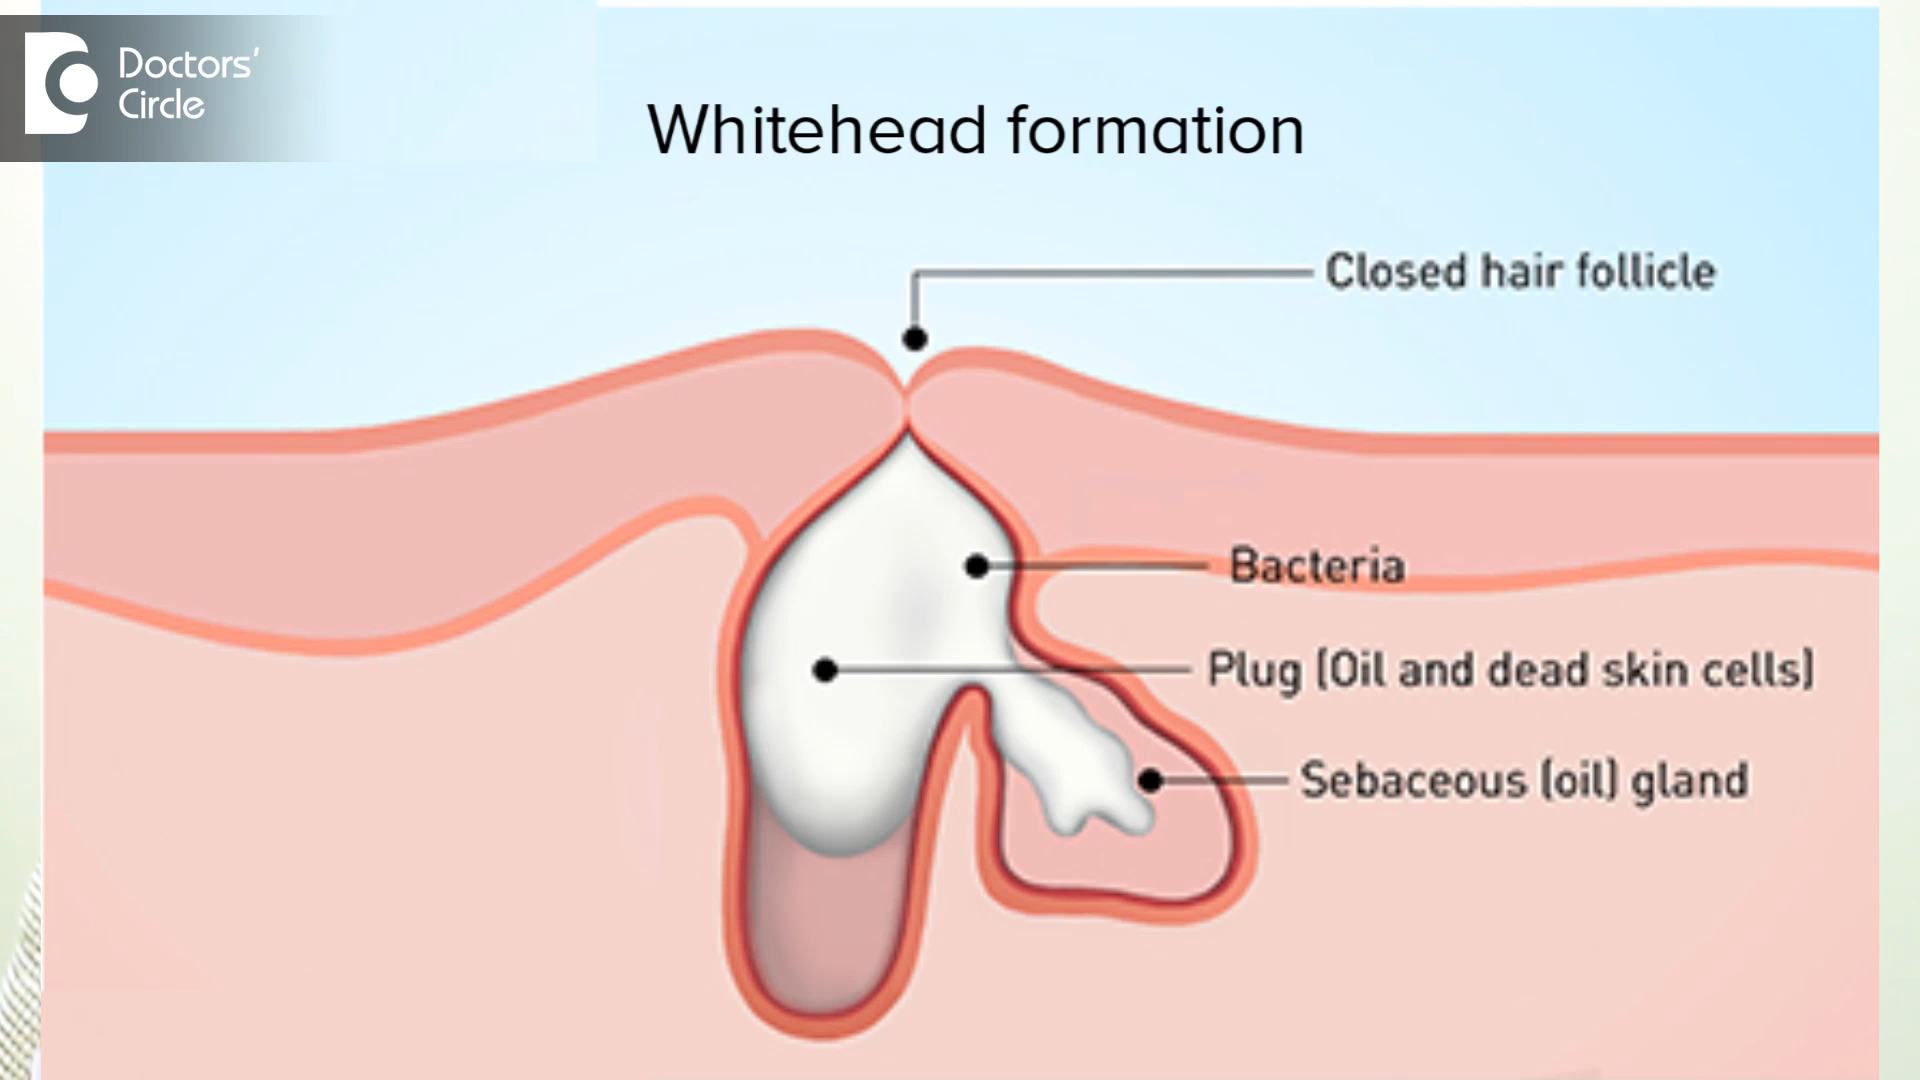 Doctors'
Circle
Whitehead formation
Closed hair follicle
Bacteria
Plug (Oil and dead skin cells)
Sebaceous (oil) gland